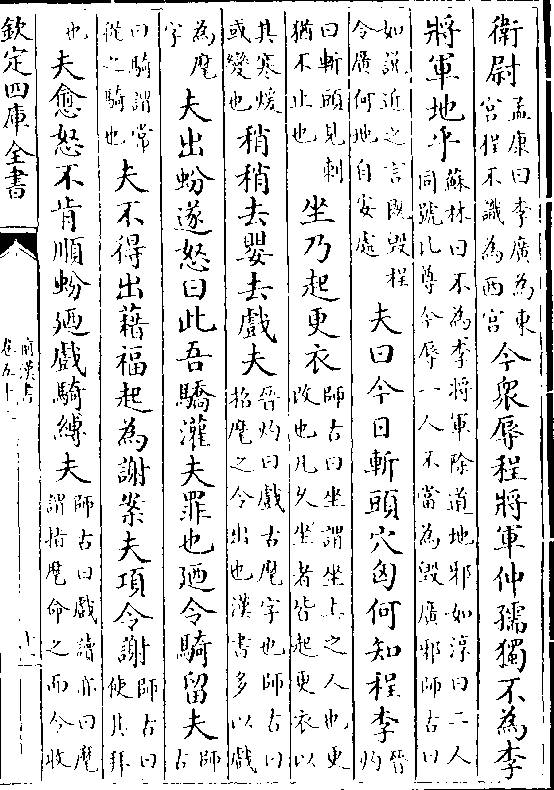 衛尉孟康曰李廣為東宮程不識為西宮今衆辱程將軍仲孺獨不為李
將軍地乎蘇林曰不為李將軍除道地邪如淳曰二人同號比尊今辱一人不當為毀廣邪師古曰
如説近之言既毀程令廣何地自安處夫曰今日斬頭穴匈何知程李晉灼
曰斬頭見刺猶不止也坐乃起更衣師古曰坐謂坐上之人也更改也凡久坐者皆起更衣以
其寒煖或變也稍稍去嬰去戲夫晉灼曰戲古麾字也師古曰招麾之令出也漢書多以戲
為麾字夫出蚡遂怒曰此吾驕灌夫罪也廼令騎留夫師古
曰騎謂常從之騎也夫不得出藉福起為謝案夫項令謝師古曰使其拜
也夫愈怒不肯順蚡廼戲騎縛夫師古曰戲讀亦曰麾謂指麾命之而令收
欽定四庫全書
前漢書
卷五十
十一